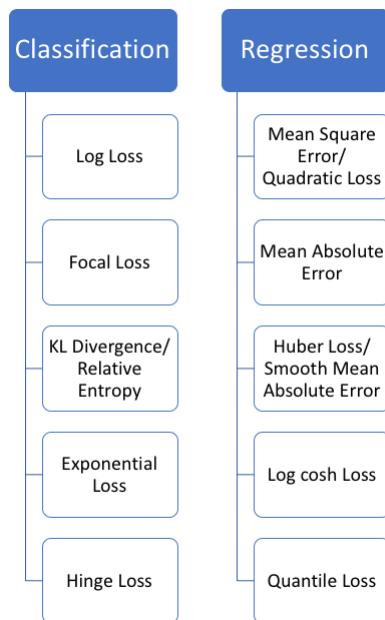 Classification
Log Loss
Focal Loss
KL Divergence/
Relative
Entropy
Exponential
Loss
Hinge Loss
Regression
Mean Square
Error/
Quadratic Loss
Mean Absolute
Error
Huber Loss/
Smooth Mean
Absolute Error
Log cosh Loss
Quantile Loss